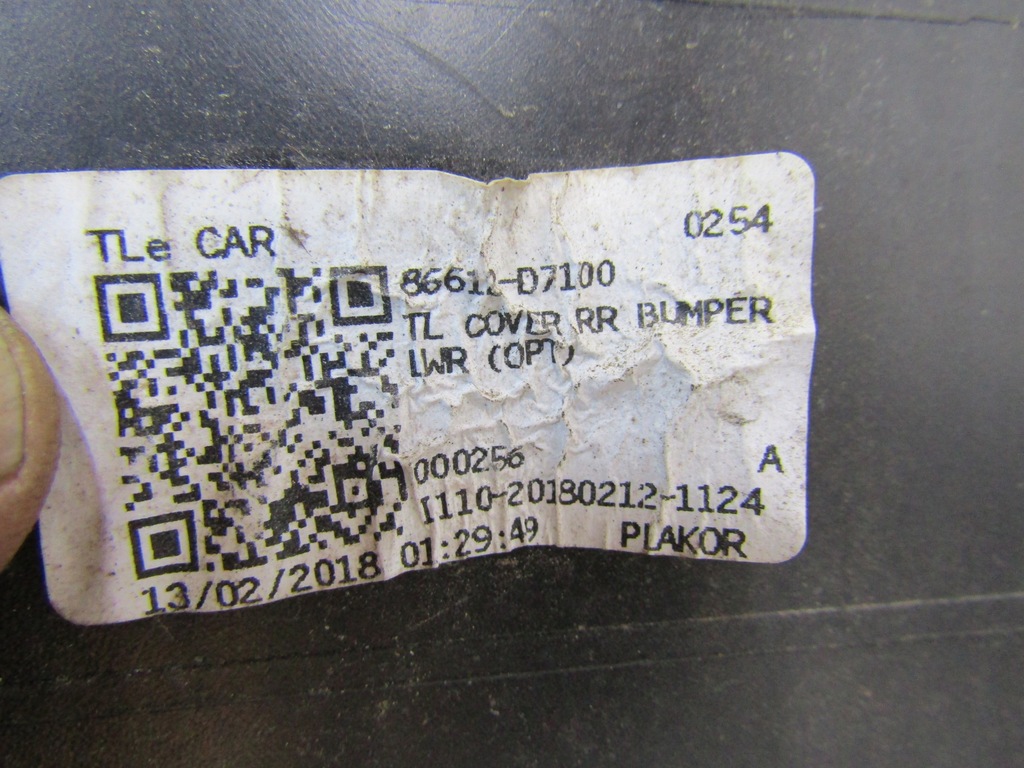 TLe CAR
0254
86612-D7100
TL COVER RR BUMPER
LWR (OPT)
000256
A
I110-20180212-1124
13/02/2018 01:29:49
PLAKOR